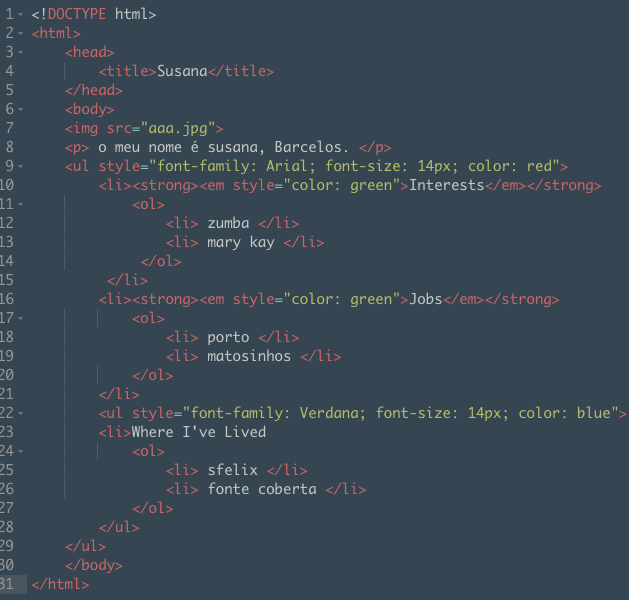 1 <!DOCTYPE html>
2 <html>
3     <head>
4         <title>Susana</title>
5     </head>
6     <body>
7     <img src="aaa.jpg">
8     <p> o meu nome é susana, Barcelos. </p>
9     <ul style="font-family: Arial; font-size: 14px; color: red">
10         <li><strong><em style="color: green">Interests</em></strong>
11             <ol>
12                 <li> zumba </li>
13                 <li> mary kay </li>
14              </ol>
15          </li>
16         <li><strong><em style="color: green">Jobs</em></strong>
17             <ol>
18                 <li> porto </li>
19                 <li> matosinhos </li>
20             </ol>
21         </li>
22         <ul style="font-family: Verdana; font-size: 14px; color: blue">
23         <li>Where I've Lived
24             <ol>
25                 <li> sfelix </li>
26                 <li> fonte coberta </li>
27             </ol>
28         </ul>
29     </ul>
30     </body>
31 </html>